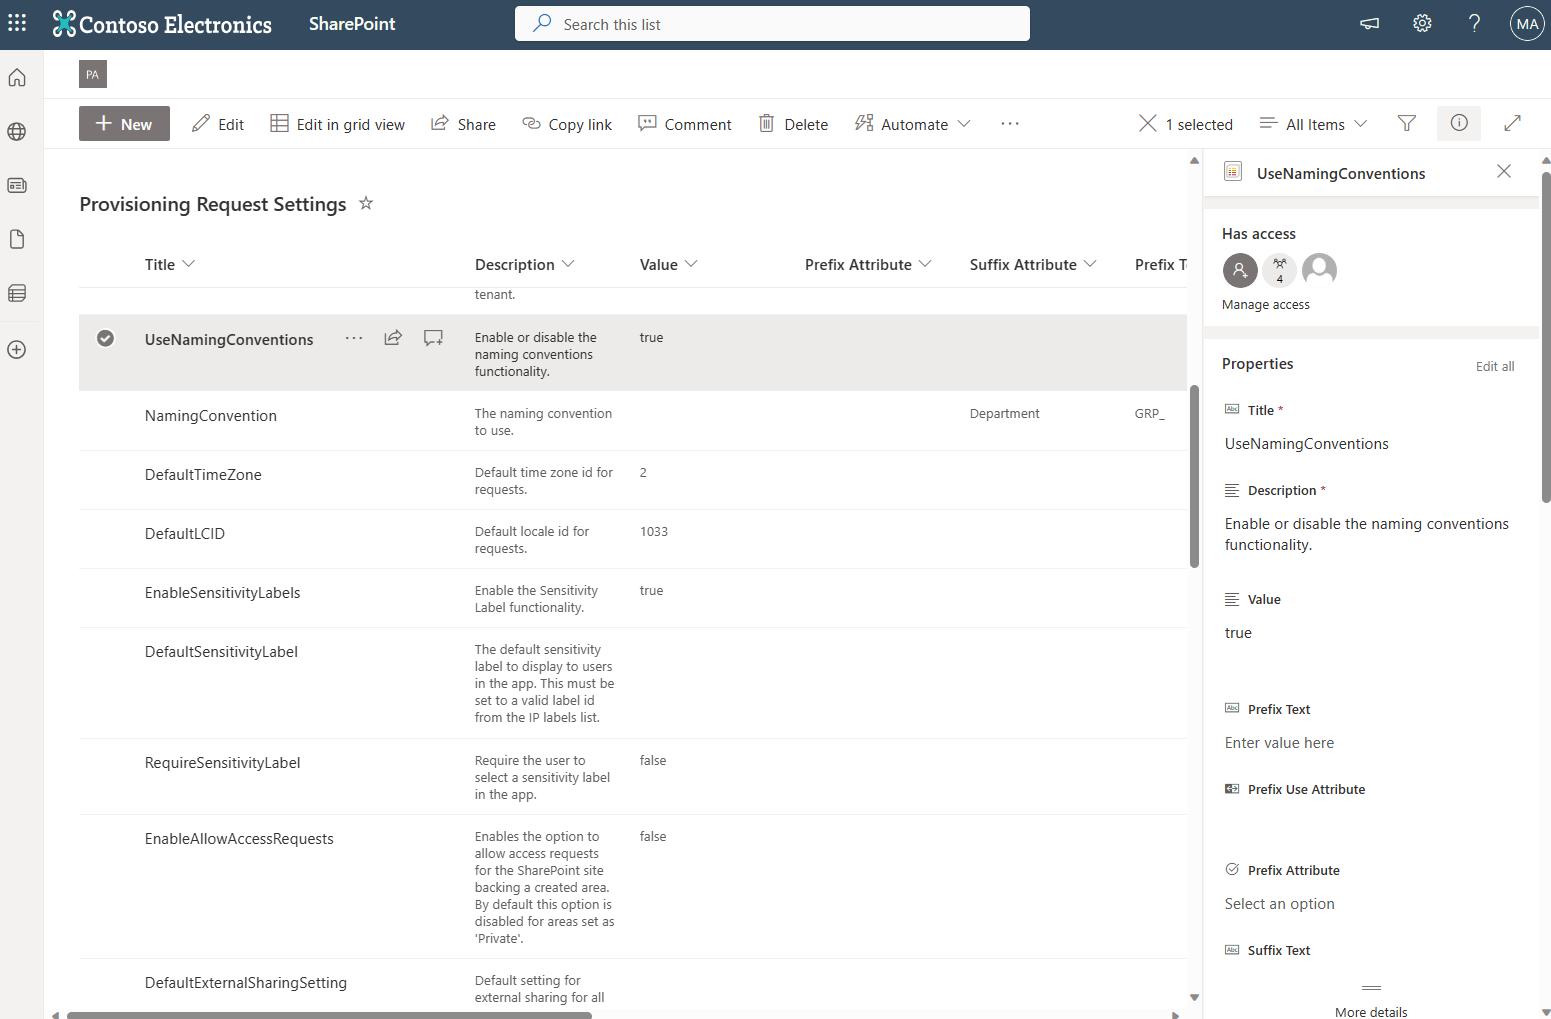 Contoso Electronics
SharePoint
Search this list
MA
PA
New
Edit
Edit in grid view
Share
Copy link
Comment
Delete
Automate
1 selected
All Items
Provisioning Request Settings
Title
Description
Value
Prefix Attribute
Suffix Attribute
Prefix T
tenant.
UseNamingConventions
Enable or disable the
naming conventions
functionality.
true
NamingConvention
The naming convention
to use.
Department
GRP_
DefaultTimeZone
Default time zone id for
requests.
2
DefaultLCID
Default locale id for
requests.
1033
EnableSensitivityLabels
Enable the Sensitivity
Label functionality.
true
DefaultSensitivityLabel
The default sensitivity
label to display to users
in the app. This must be
set to a valid label id
from the IP labels list.
RequireSensitivityLabel
Require the user to
select a sensitivity label
in the app.
false
EnableAllowAccessRequests
Enables the option to
allow access requests
for the SharePoint site
backing a created area.
By default this option is
disabled for areas set as
'Private'.
false
DefaultExternalSharingSetting
Default setting for
external sharing for all
UseNamingConventions
Has access
4
Manage access
Properties
Edit all
Abc Title *
UseNamingConventions
Description *
Enable or disable the naming conventions
functionality.
Value
true
Abc Prefix Text
Enter value here
Prefix Use Attribute
Prefix Attribute
Select an option
Abc Suffix Text
More details